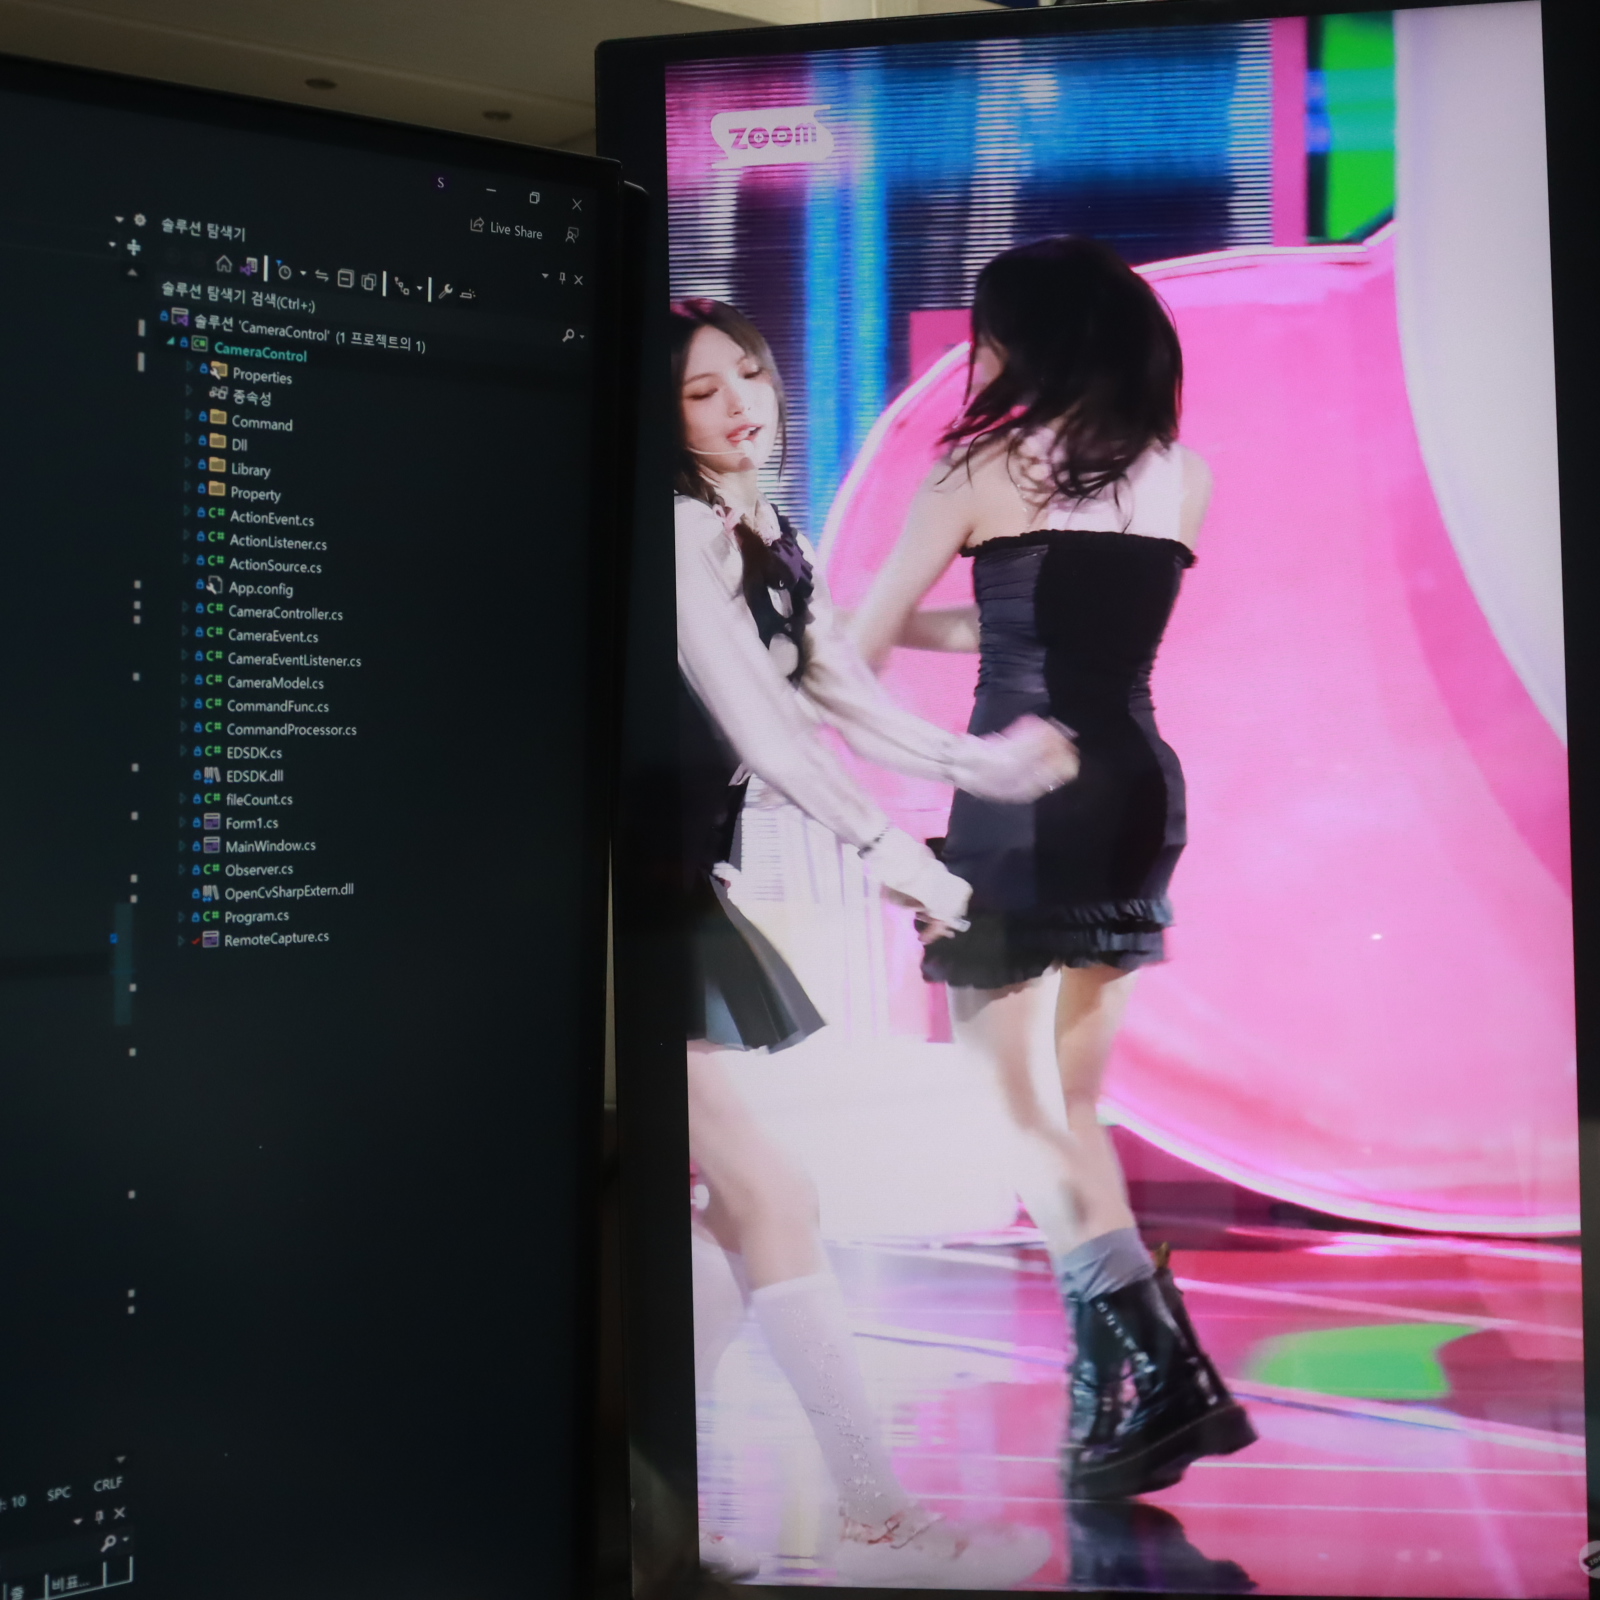 S
Live Share
솔루션 탐색기
솔루션 탐색기 검색(Ctrl+;)
솔루션 'CameraControl' (1 프로젝트의 1)
CameraControl
Properties
종속성
Command
Dll
Library
Property
ActionEvent.cs
ActionListener.cs
ActionSource.cs
App.config
CameraController.cs
CameraEvent.cs
CameraEventListener.cs
CameraModel.cs
CommandFunc.cs
CommandProcessor.cs
EDSDK.cs
EDSDK.dll
fileCount.cs
Form1.cs
MainWindow.cs
Observer.cs
OpenCvSharpExtern.dll
Program.cs
RemoteCapture.cs
: 10 SPC CRLF
줄 비표...
ZOOM